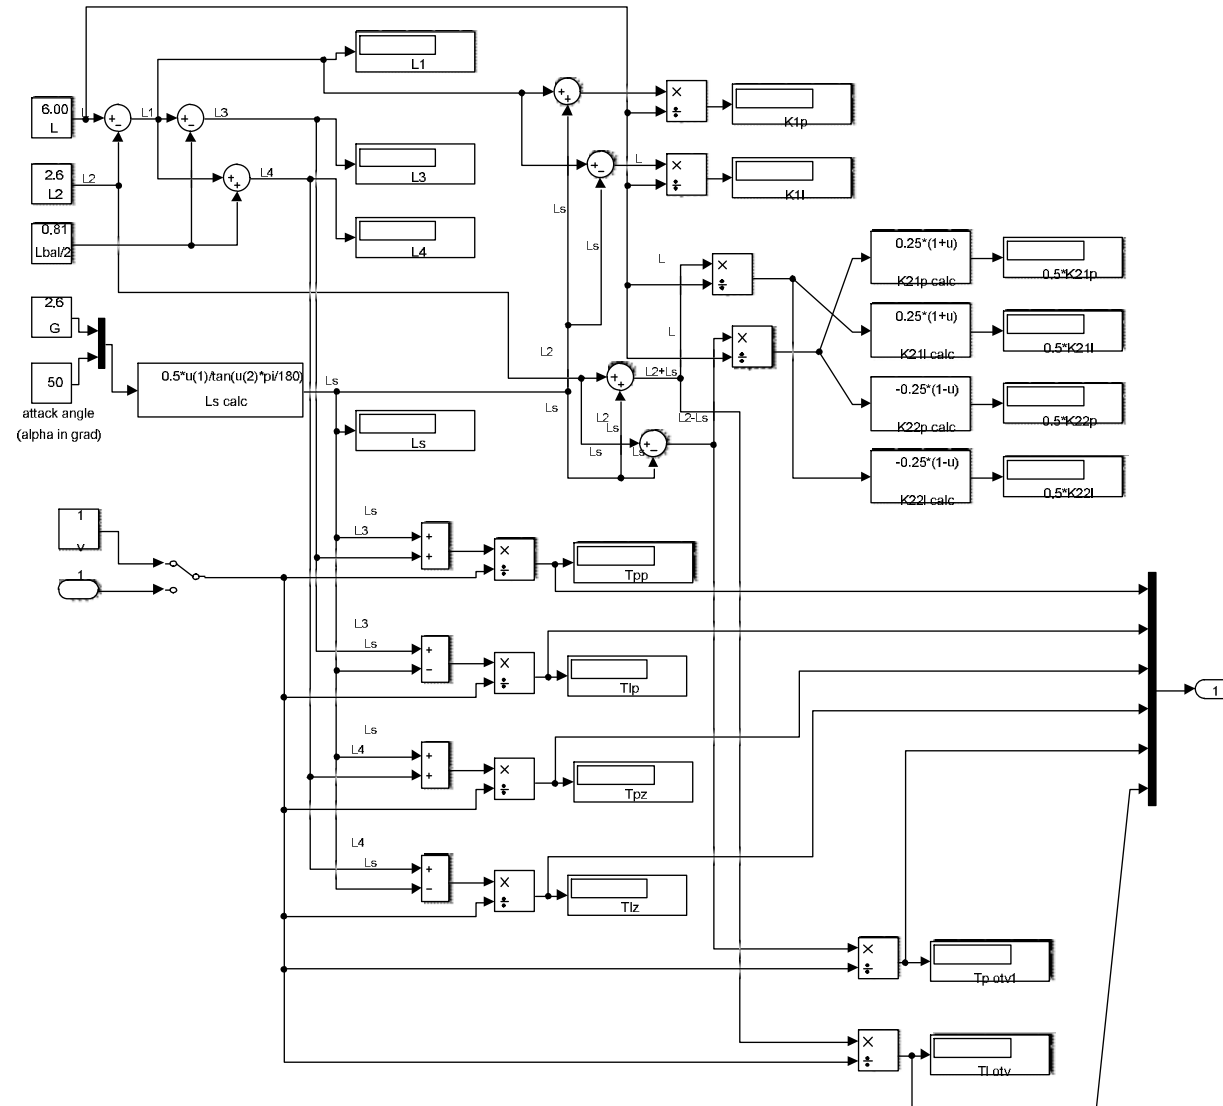 6.00
L
L
+
−
L1
+
−
L3
L1
2.6
L2
L2
+
+
L4
L3
0.81
Lbal/2
L4
+
+
×
÷
K1p
+
−
L
×
÷
K1l
Ls
Ls
2.6
G
50
attack angle
(alpha in grad)
0.5*u(1)/tan(u(2)*pi/180)
Ls calc
Ls
Ls
L
×
÷
L
×
÷
0.25*(1+u)
K21p calc
0.5*K21p
0.25*(1+u)
K21l calc
0.5*K21l
-0.25*(1-u)
K22p calc
0.5*K22p
-0.25*(1-u)
K22l calc
0.5*K22l
L2
+
+
L2+Ls
Ls
L2
Ls
L2-Ls
Ls
+
−
Ls
1
v
1
Ls
L3
+
+
×
÷
Tpp
L3
Ls
+
−
×
÷
Tlp
Ls
L4
+
+
×
÷
Tpz
L4
Ls
+
−
×
÷
Tlz
1
×
÷
Tp otv1
×
÷
Tl otv